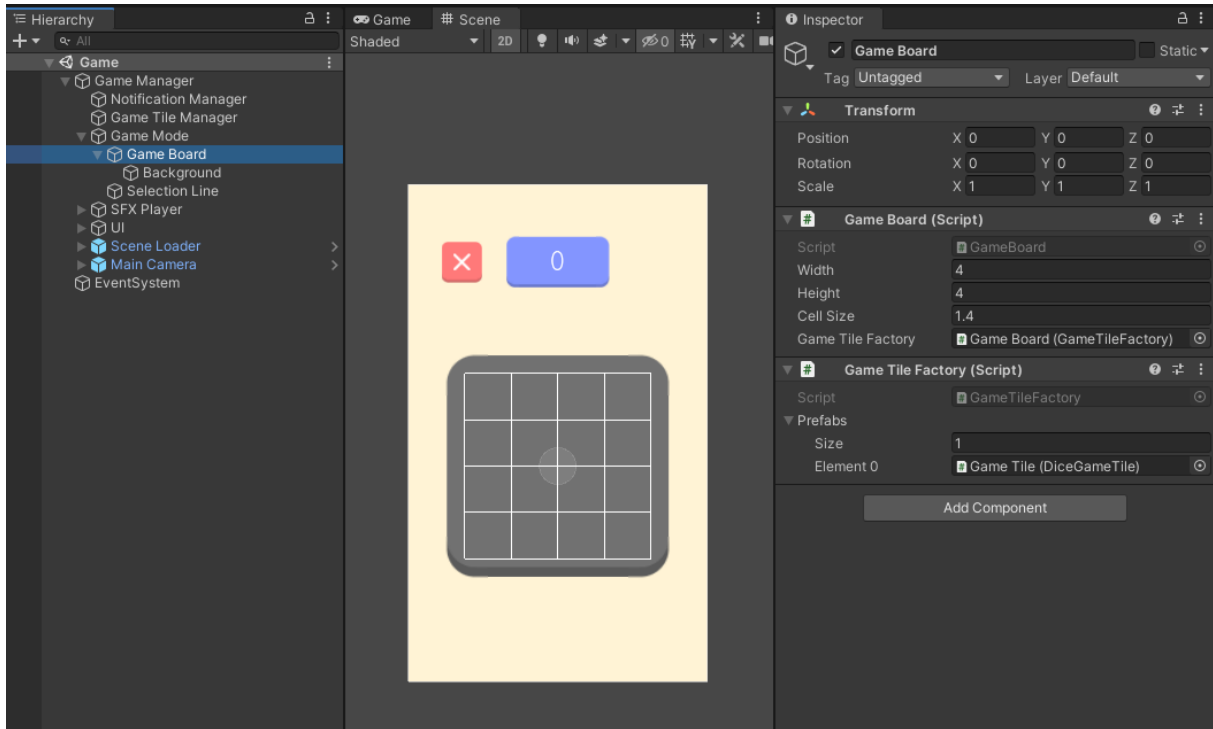 Hierarchy
All
Game
Game Manager
Notification Manager
Game Tile Manager
Game Mode
Game Board
Background
Selection Line
SFX Player
UI
Scene Loader
Main Camera
EventSystem
Game Scene
Shaded 2D 0
0
Inspector
Game Board Static
Tag Untagged Layer Default
Transform
Position X 0 Y 0 Z 0
Rotation X 0 Y 0 Z 0
Scale X 1 Y 1 Z 1
# Game Board (Script)
Script # GameBoard
Width 4
Height 4
Cell Size 1.4
Game Tile Factory # Game Board (GameTileFactory)
# Game Tile Factory (Script)
Script # GameTileFactory
Prefabs
Size 1
Element 0 # Game Tile (DiceGameTile)
Add Component